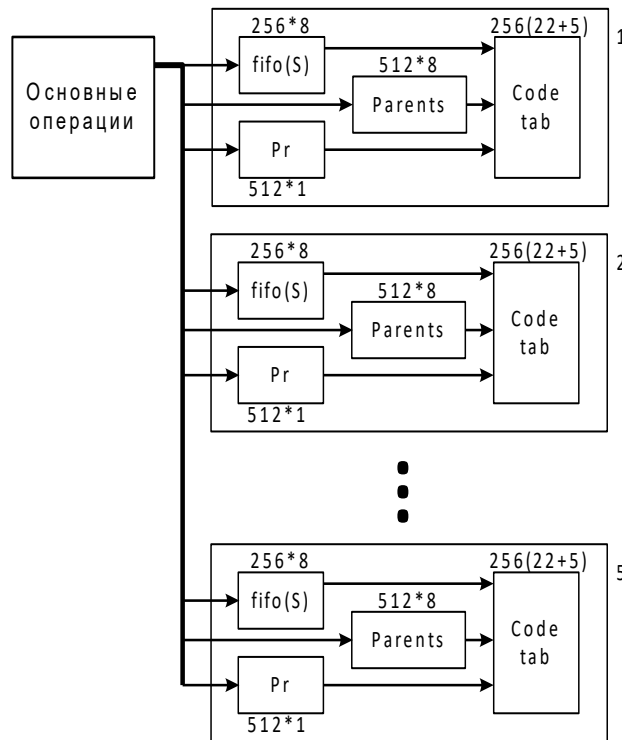 256*8
256(22+5)
1
fifo(S)
512*8
Основные
операции
Parents
Code
tab
Pr
512*1
256*8
256(22+5)
2
fifo(S)
512*8
Parents
Code
tab
Pr
512*1
256*8
256(22+5)
5
fifo(S)
512*8
Parents
Code
tab
Pr
512*1